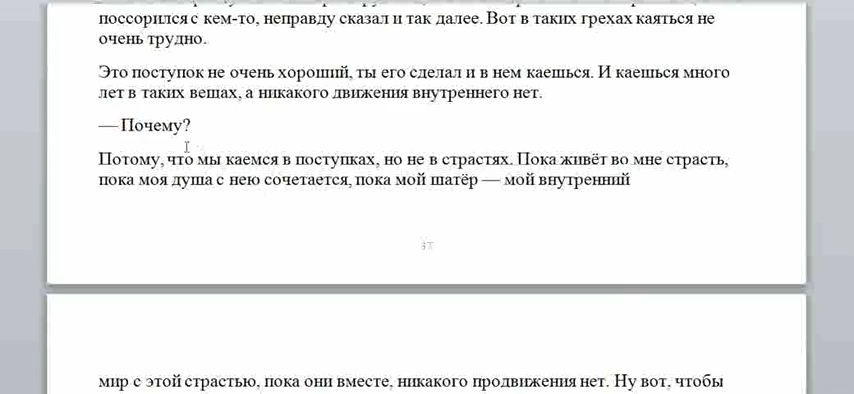 поссорился с кем-то, неправду сказал и так далее. Вот в таких грехах каяться не
очень трудно.
Это поступок не очень хороший, ты его сделал и в нем каешься. И каешься много
лет в таких вещах, а никакого движения внутреннего нет.
— Почему?
Потому, что мы каемся в поступках, но не в страстях. Пока живёт во мне страсть,
пока моя душа с нею сочетается, пока мой шатёр — мой внутренний
мир с этой страстью, пока они вместе, никакого продвижения нет. Ну вот, чтобы